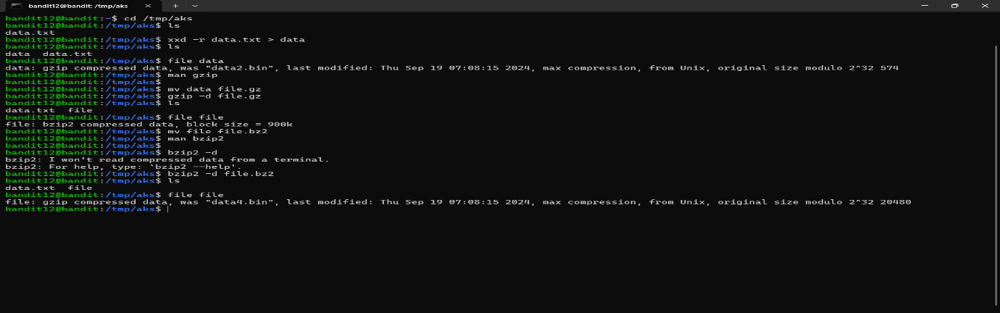 bandit12@bandit: /tmp/aks
bandit12@bandit:~$ cd /tmp/aks
bandit12@bandit:/tmp/aks$ ls
data.txt
bandit12@bandit:/tmp/aks$ xxd -r data.txt > data
bandit12@bandit:/tmp/aks$ ls
data  data.txt
bandit12@bandit:/tmp/aks$ file data
data: gzip compressed data, was "data2.bin", last modified: Thu Sep 19 07:08:15 2024, max compression, from Unix, original size modulo 2^32 574
bandit12@bandit:/tmp/aks$ man gzip
bandit12@bandit:/tmp/aks$
bandit12@bandit:/tmp/aks$ mv data file.gz
bandit12@bandit:/tmp/aks$ gzip -d file.gz
bandit12@bandit:/tmp/aks$ ls
data.txt  file
bandit12@bandit:/tmp/aks$ file file
file: bzip2 compressed data, block size = 900k
bandit12@bandit:/tmp/aks$ mv file file.bz2
bandit12@bandit:/tmp/aks$ man bzip2
bandit12@bandit:/tmp/aks$
bandit12@bandit:/tmp/aks$ bzip2 -d
bzip2: I won't read compressed data from a terminal.
bzip2: For help, type: `bzip2 --help'.
bandit12@bandit:/tmp/aks$ bzip2 -d file.bz2
bandit12@bandit:/tmp/aks$ ls
data.txt  file
bandit12@bandit:/tmp/aks$ file file
file: gzip compressed data, was "data4.bin", last modified: Thu Sep 19 07:08:15 2024, max compression, from Unix, original size modulo 2^32 20480
bandit12@bandit:/tmp/aks$